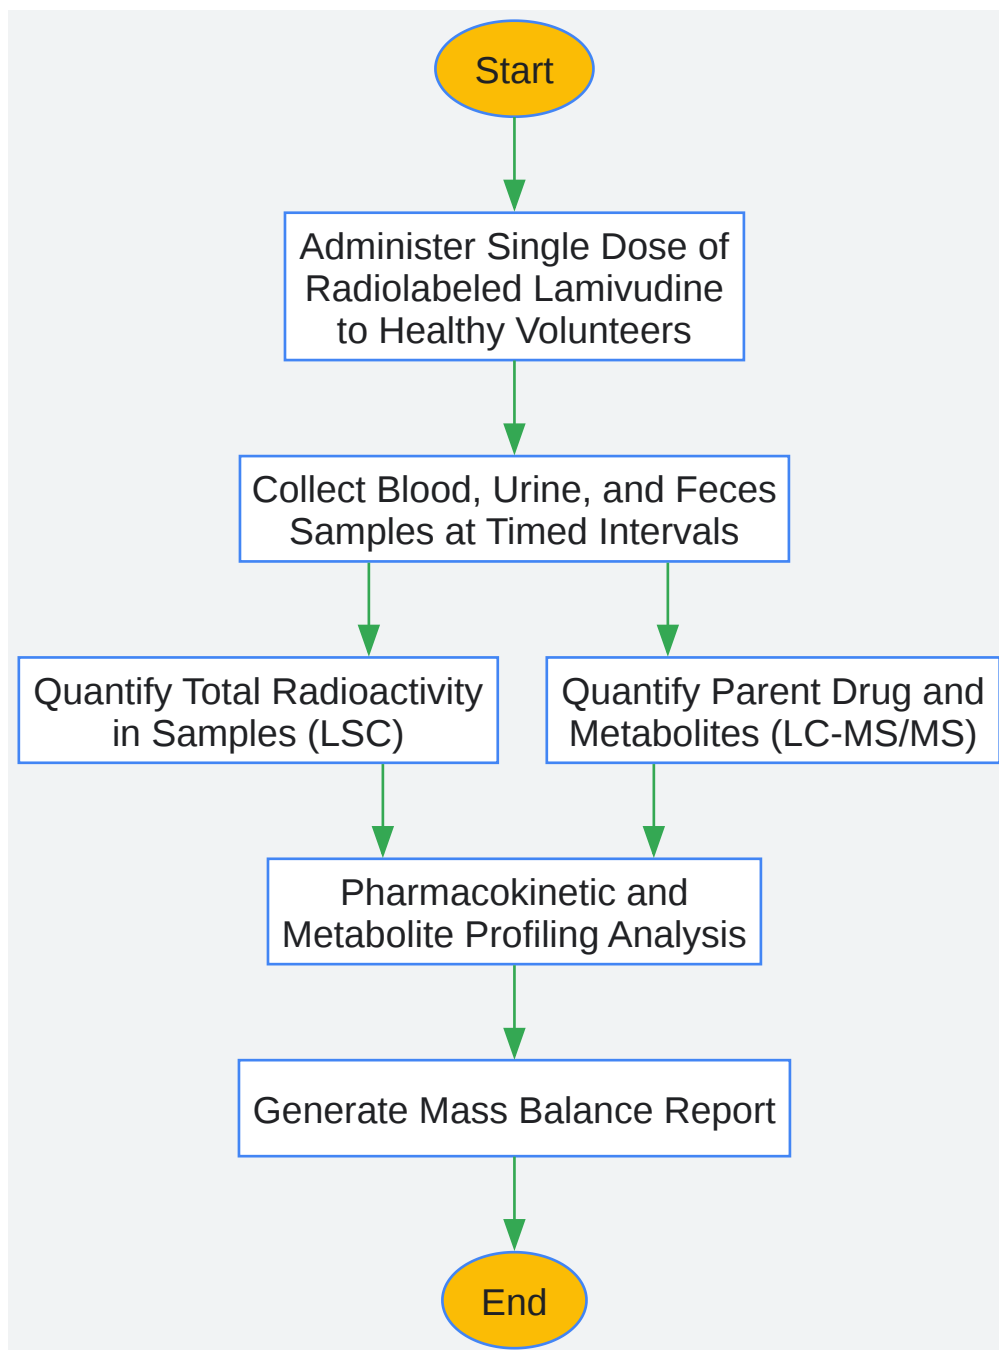 Start
Administer Single Dose of
Radiolabeled Lamivudine
to Healthy Volunteers
Collect Blood, Urine, and Feces
Samples at Timed Intervals
Quantify Total Radioactivity
in Samples (LSC)
Quantify Parent Drug and
Metabolites (LC-MS/MS)
Pharmacokinetic and
Metabolite Profiling Analysis
Generate Mass Balance Report
End